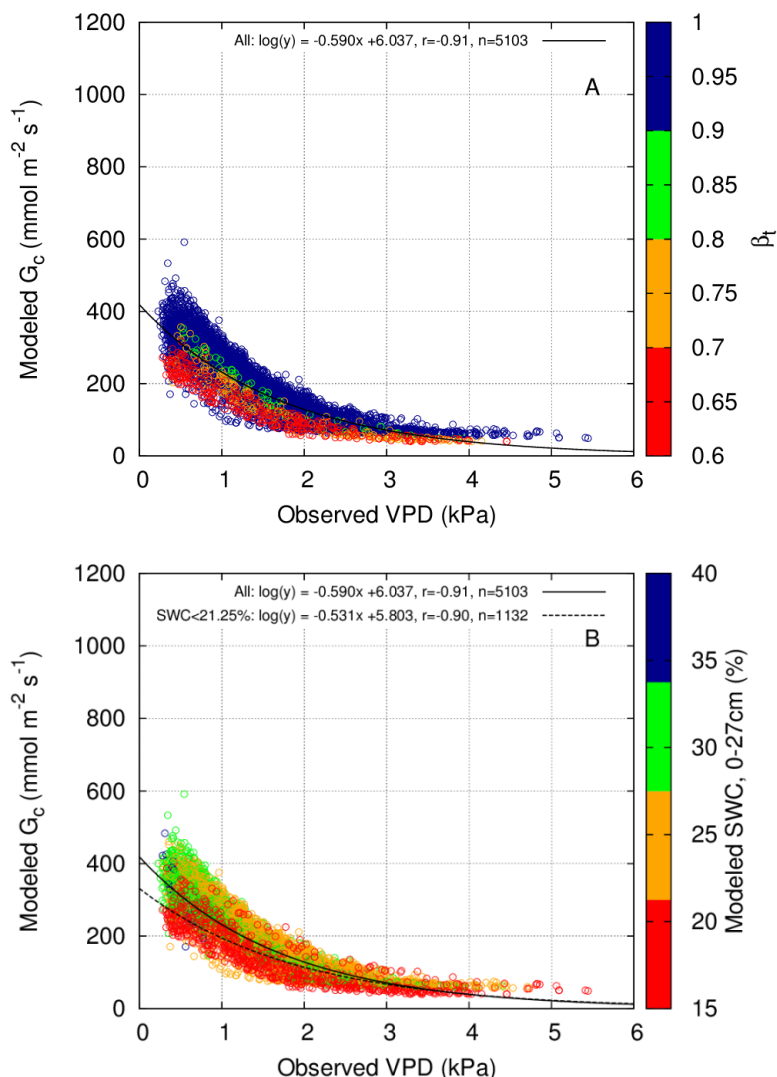 All: log(y) = -0.590x +6.037, r=-0.91, n=5103
A
1200
1000
800
600
400
200
0
Modeled Gc (mmol m-2 s-1)
0 1 2 3 4 5 6
Observed VPD (kPa)
1
0.95
0.9
0.85
0.8
0.75
0.7
0.65
0.6
βt
All: log(y) = -0.590x +6.037, r=-0.91, n=5103
SWC<21.25%: log(y) = -0.531x +5.803, r=-0.90, n=1132
B
1200
1000
800
600
400
200
0
Modeled Gc (mmol m-2 s-1)
0 1 2 3 4 5 6
Observed VPD (kPa)
40
35
30
25
20
15
Modeled SWC, 0-27cm (%)